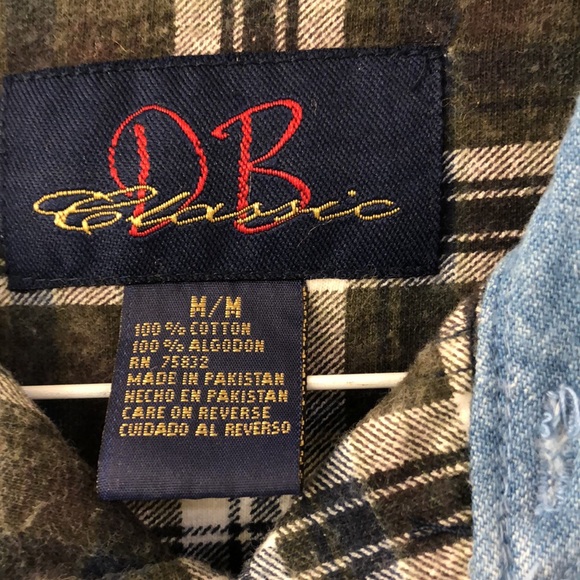 DB
Classic
M/M
100% COTTON
100% ALGODON
RN 75832
MADE IN PAKISTAN
HECHO EN PAKISTAN
CARE ON REVERSE
CUIDADO AL REVERSO